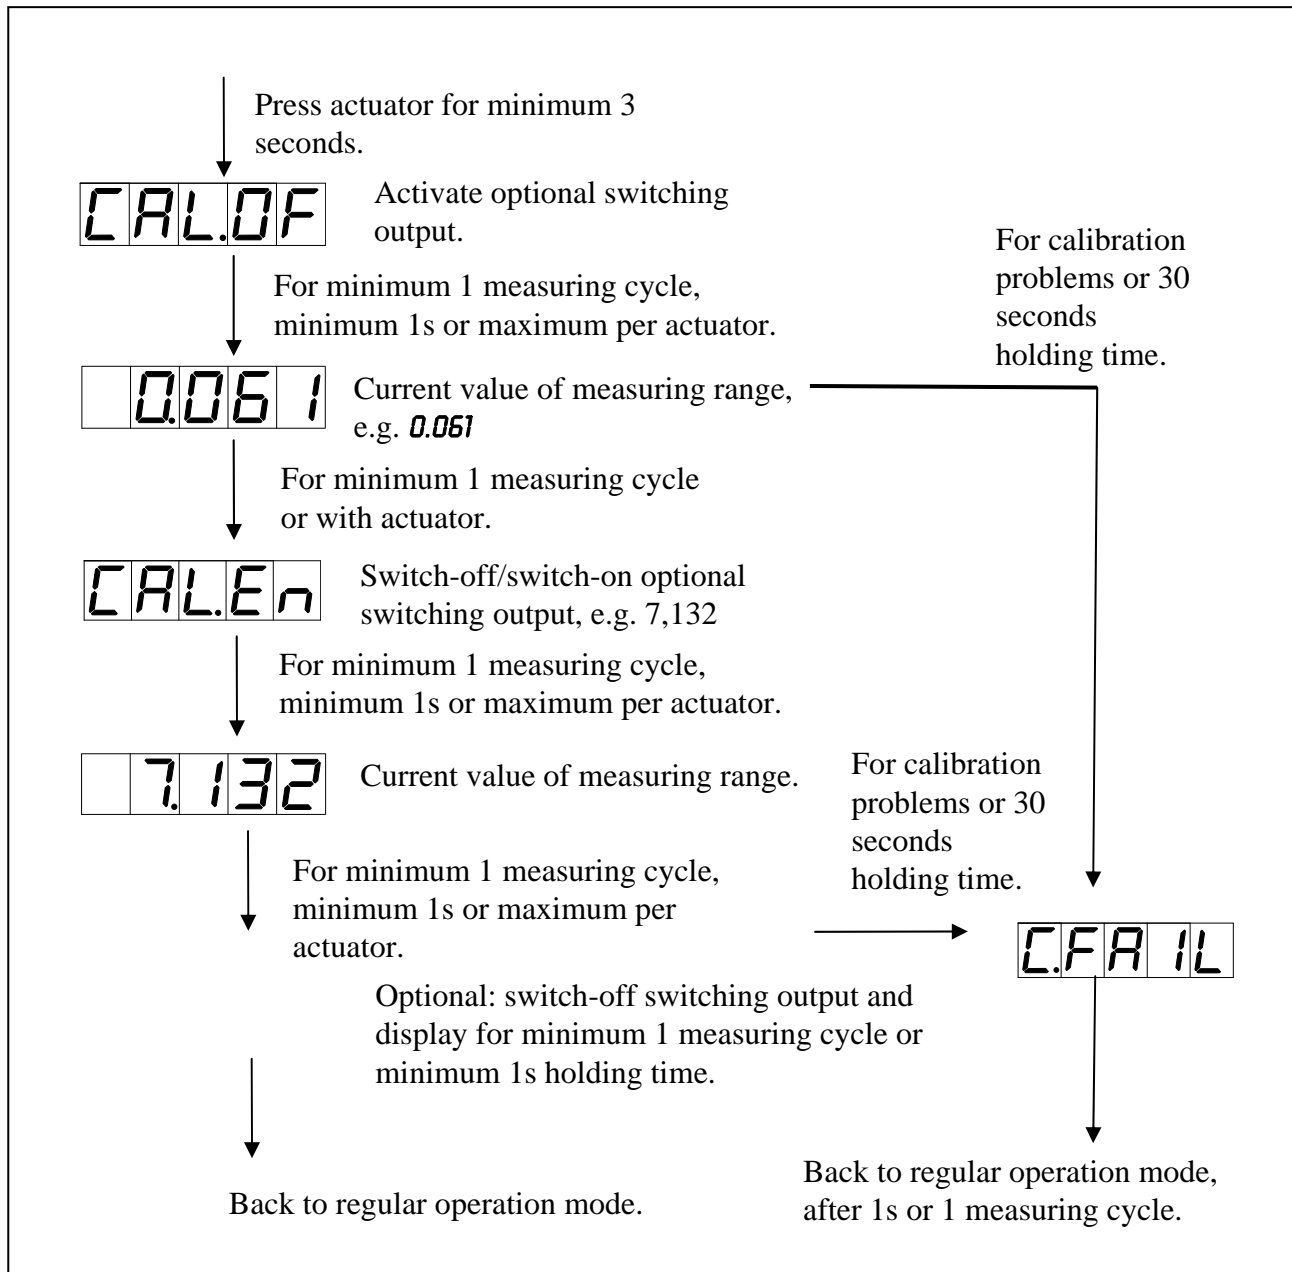 Press actuator for minimum 3
seconds.
CAL.OF
Activate optional switching
output.
For calibration
problems or 30
seconds
holding time.
For minimum 1 measuring cycle,
minimum 1s or maximum per actuator.
0.061
Current value of measuring range,
e.g. 0.061
For minimum 1 measuring cycle
or with actuator.
CAL.En
Switch-off/switch-on optional
switching output, e.g. 7,132
For minimum 1 measuring cycle,
minimum 1s or maximum per actuator.
7.132
Current value of measuring range.
For calibration
problems or 30
seconds
holding time.
For minimum 1 measuring cycle,
minimum 1s or maximum per
actuator.
C.FAIL
Optional: switch-off switching output and
display for minimum 1 measuring cycle or
minimum 1s holding time.
Back to regular operation mode.
Back to regular operation mode,
after 1s or 1 measuring cycle.